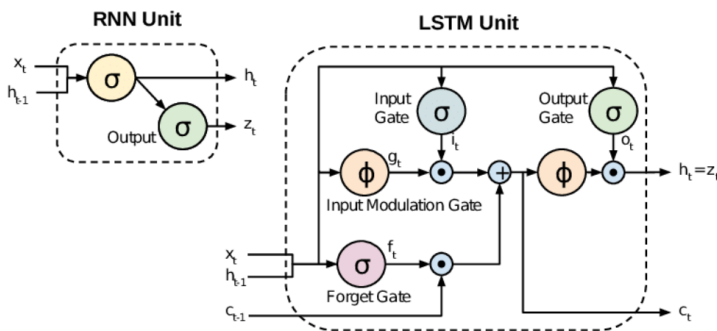 RNN Unit
x_t
h_t-1
σ
h_t
Output
σ
z_t
LSTM Unit
Input
Gate
σ
i_t
Output
Gate
σ
o_t
ϕ
g_t
+
ϕ
h_t=z_t
Input Modulation Gate
x_t
h_t-1
σ
f_t
Forget Gate
c_t-1
c_t